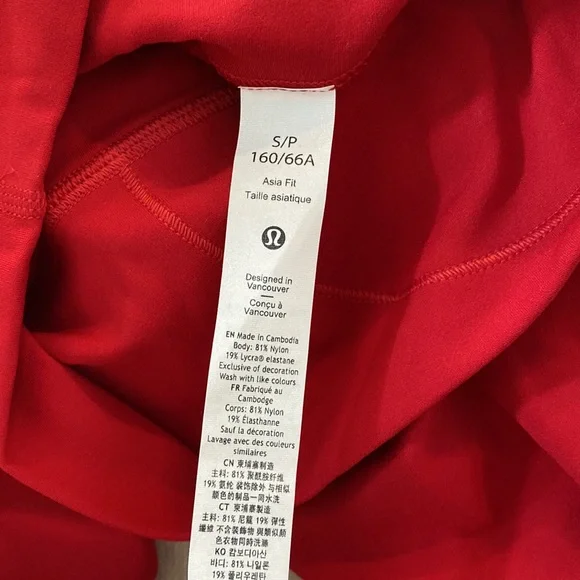 S/P
160/66A
Asia Fit
Taille asiatique
Designed in
Vancouver
Conçu à
Vancouver
EN Made in Cambodia
Body: 81% Nylon
19% Lycra® elastane
Exclusive of decoration
Wash with like colours
FR Fabriqué au
Cambodge
Corps: 81% Nylon
19% Élasthanne
Sauf la décoration
Lavage avec des couleurs
similaires
CN 柬埔寨制造
主料: 81% 聚酰胺纤维
19% 氨纶 装饰除外 与相似
颜色的制品一同水洗
CT 柬埔寨製造
主料: 81% 尼龍 19% 彈性
纖維 不含裝飾物 與類似顏
色衣物同時洗滌
KO 캄보디아산
바디: 81% 나일론
19% 폴리우레탄